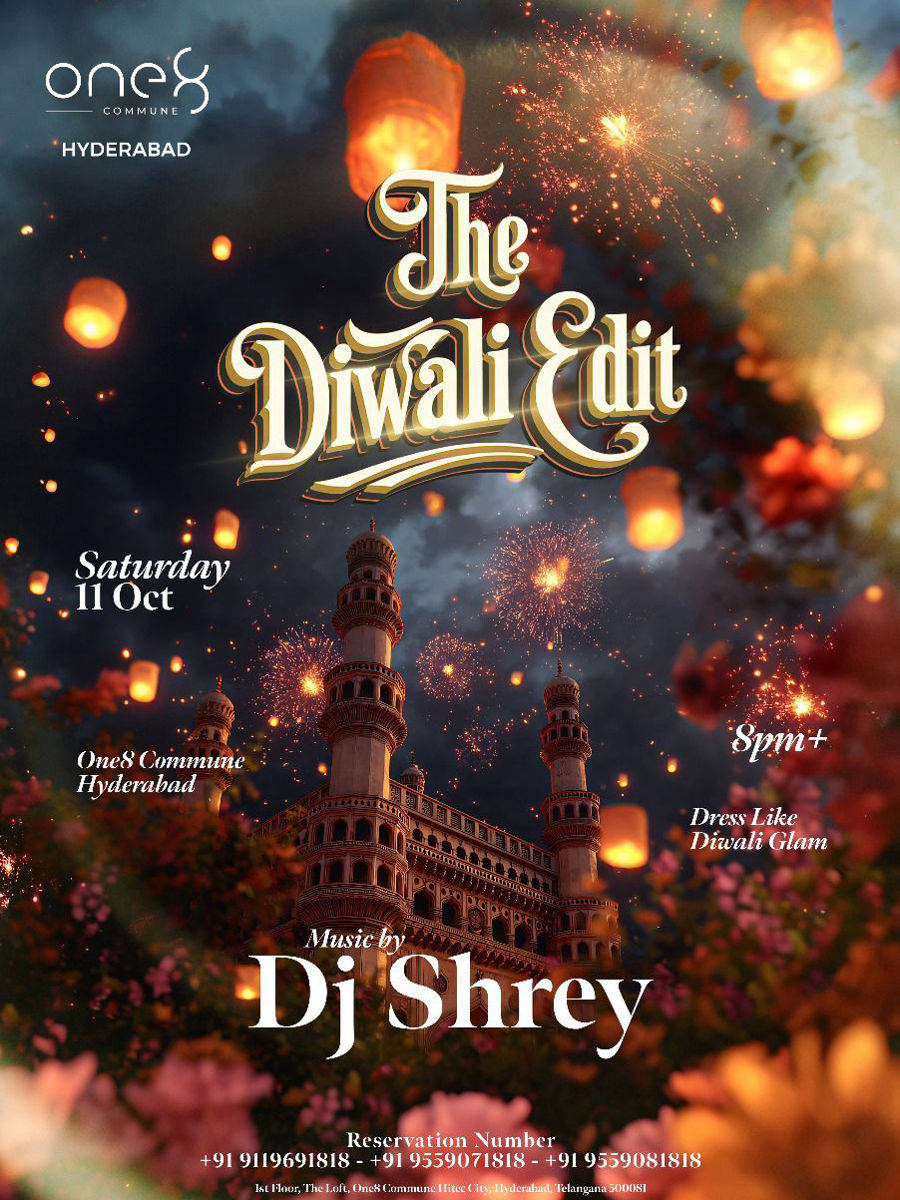 one8
COMMUNE
HYDERABAD
The
Diwali Edit
Saturday
11 Oct
One8 Commune
Hyderabad
8pm+
Dress Like
Diwali Glam
Music by
Dj Shrey
Reservation Number
+91 9119691818 - +91 9559071818 - +91 9559081818
1st Floor, The Loft, One8 Commune Hitec City, Hyderabad, Telangana 500081